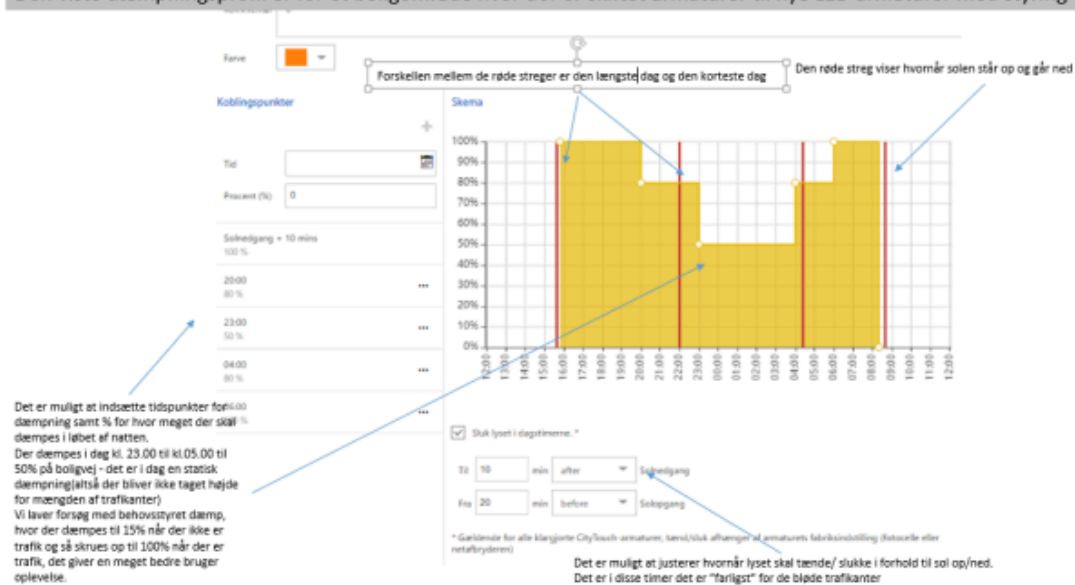 Farve
Forskellen mellem de røde streger er den længste dag og den korteste dag
Den røde streg viser hvornår solen står op og går ned
Koblingspunkter
+
Tid
Procent (%)
0
Solnedgang + 10 mins
100 %
20:00
80 %
23:00
50 %
04:00
80 %
Skema
100%
90%
80%
70%
60%
50%
40%
30%
20%
10%
0%
12:00
13:00
14:00
15:00
16:00
17:00
18:00
19:00
20:00
21:00
22:00
23:00
00:00
01:00
02:00
03:00
04:00
05:00
06:00
07:00
08:00
09:00
10:00
11:00
12:00
Det er muligt at indsætte tidspunkter for
dæmpning samt % for hvor meget der skal
dæmpes i løbet af natten.
Der dæmpes i dag kl. 23.00 til kl.05.00 til
50% på boligvej - det er i dag en statisk
dæmpning(altså der bliver ikke taget højde
for mængden af trafikanter)
Vi laver forsøg med behovsstyret dæmp,
hvor der dæmpes til 15% når der ikke er
trafik og så skrues op til 100% når der er
trafik, det giver en meget bedre bruger
oplevelse.
Sluk lyset i dagstimerne. *
Til 10 min after Solnedgang
Fra 20 min before Solopgang
* Gældende for alle klargjorte CityTouch-armaturer, tænd/sluk afhænger af armaturets fabriksindstilling (fotocelle eller
netafbryderen)
Det er muligt at justerer hvornår lyset skal tænde/ slukke i forhold til sol op/ned.
Det er i disse timer det er "farligst" for de bløde trafikanter